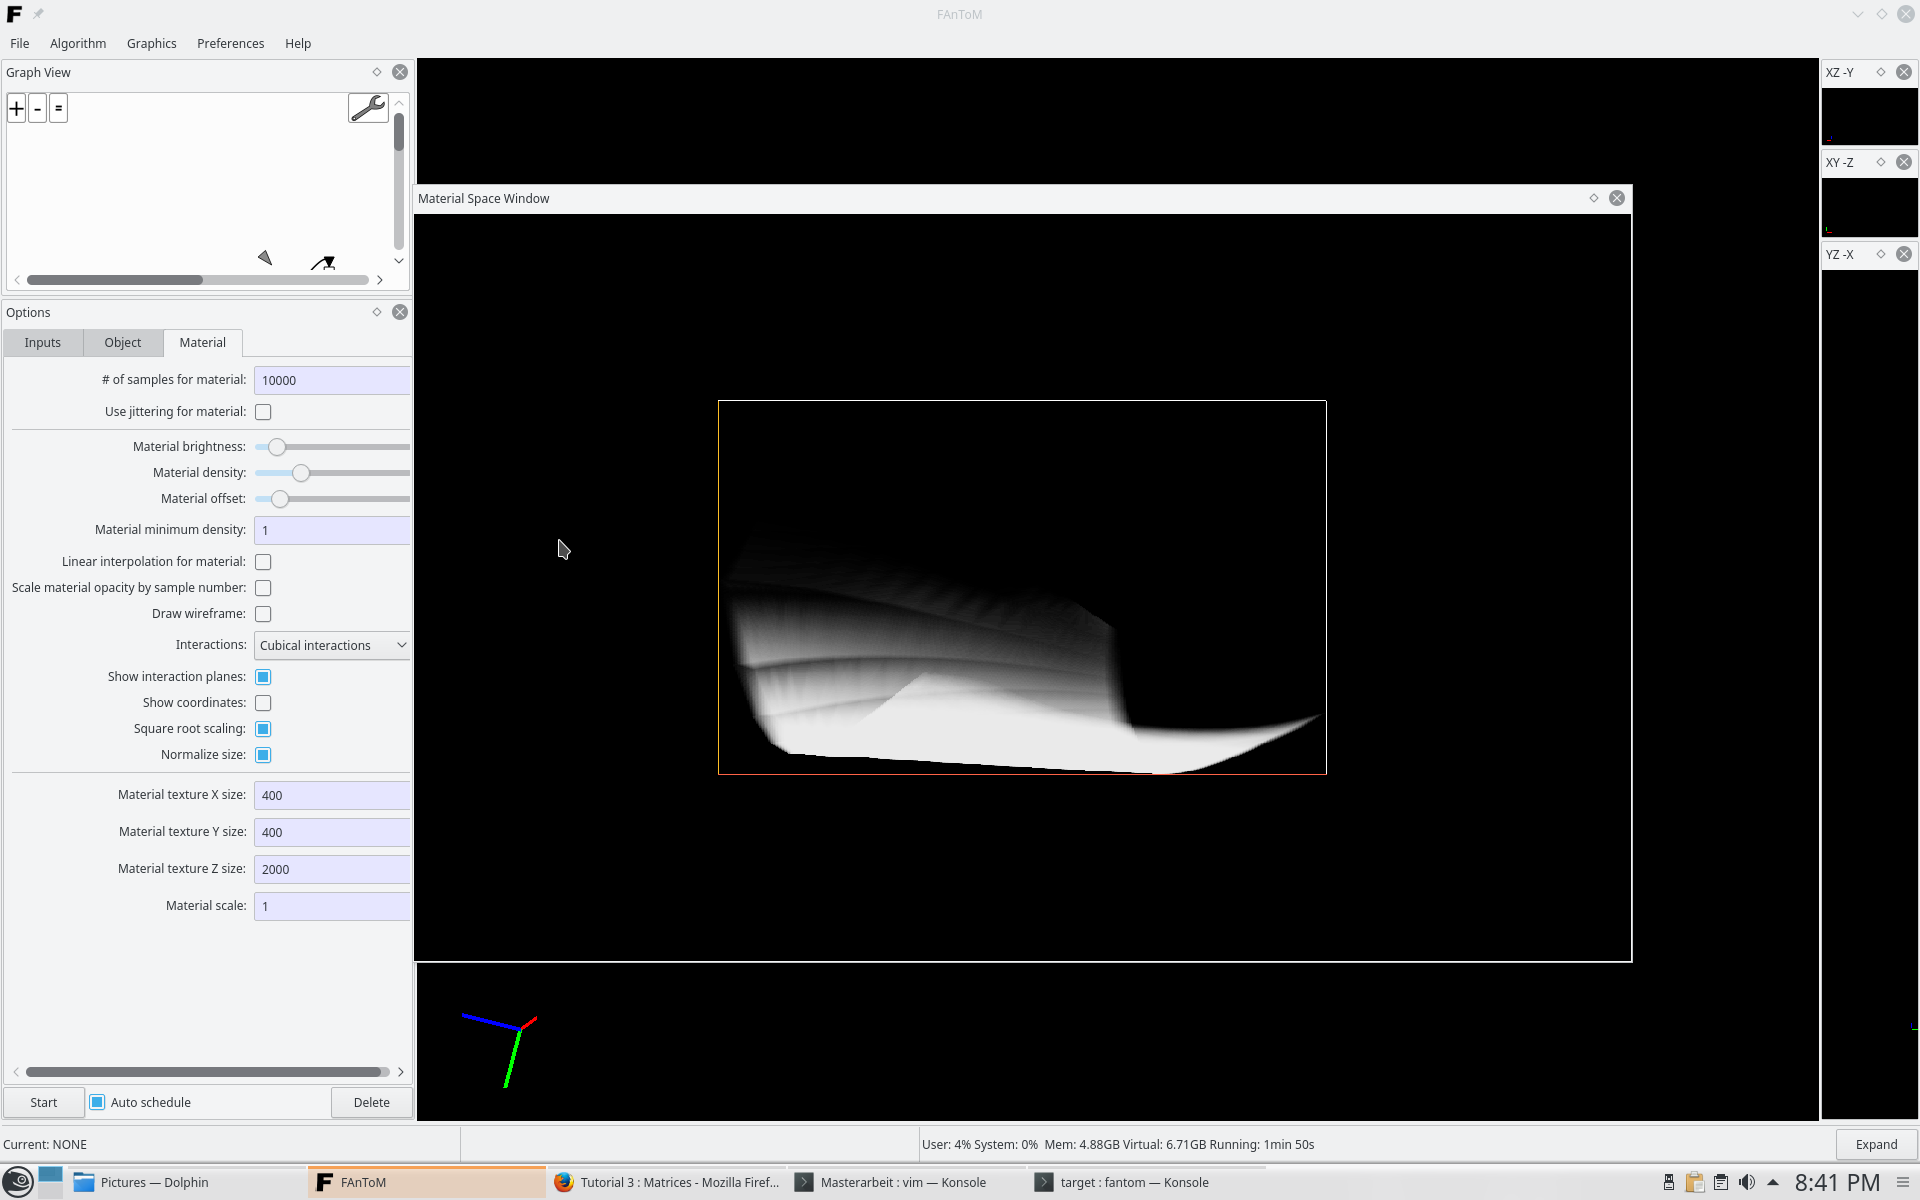 FAnToM
File Algorithm Graphics Preferences Help
Graph View
+ - =
XZ -Y
XY -Z
YZ -X
Material Space Window
Options
Inputs Object Material
# of samples for material: 10000
Use jittering for material:
Material brightness:
Material density:
Material offset:
Material minimum density: 1
Linear interpolation for material:
Scale material opacity by sample number:
Draw wireframe:
Interactions: Cubical interactions
Show interaction planes:
Show coordinates:
Square root scaling:
Normalize size:
Material texture X size: 400
Material texture Y size: 400
Material texture Z size: 2000
Material scale: 1
Start Auto schedule Delete
Current: NONE
User: 4% System: 0% Mem: 4.88GB Virtual: 6.71GB Running: 1min 50s
Expand
Pictures — Dolphin
F FAnToM
Tutorial 3 : Matrices - Mozilla Firef...
Masterarbeit : vim — Konsole
target : fantom — Konsole
8:41 PM